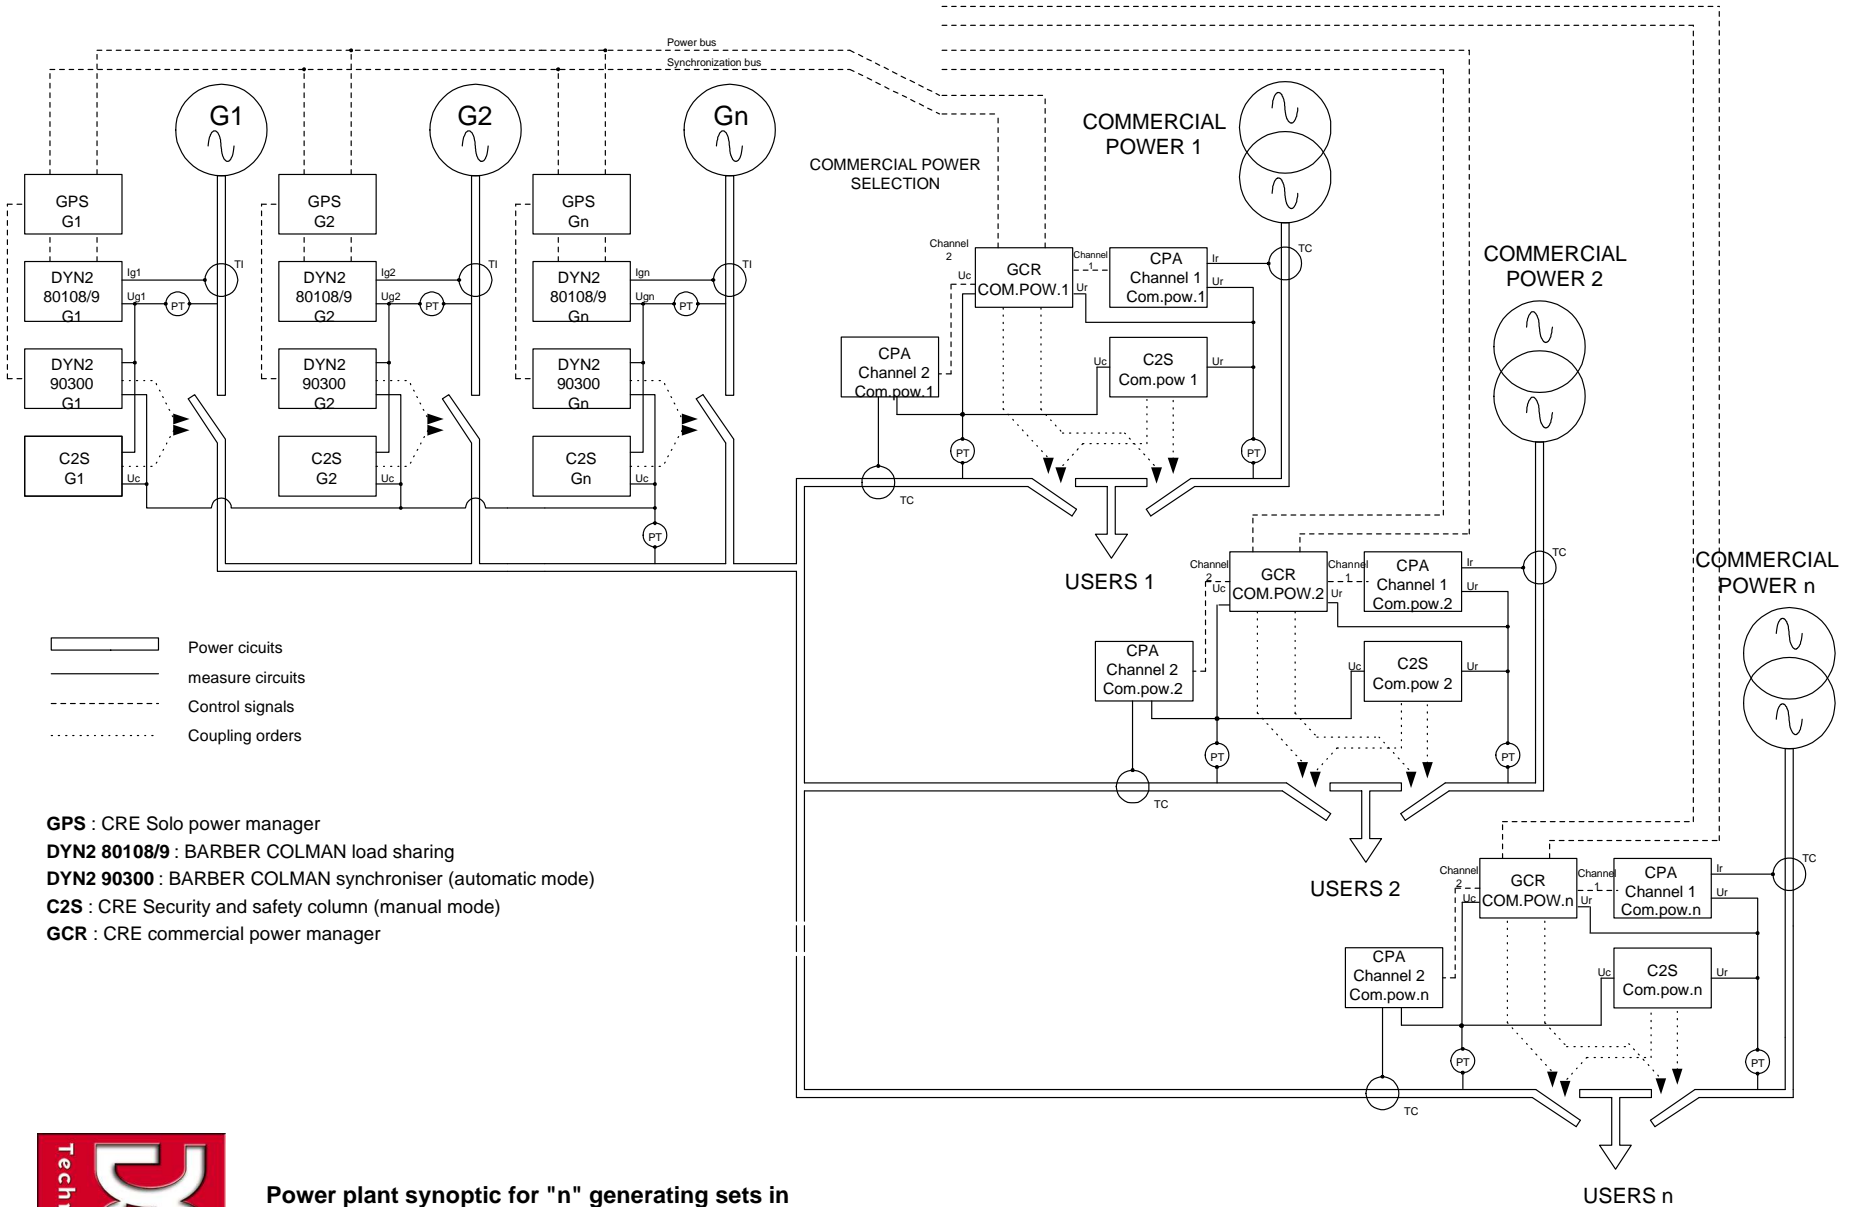 Power bus
Synchronization bus
G1
G2
Gn
COMMERCIAL
POWER 1
COMMERCIAL POWER
SELECTION
GPS
G1
GPS
G2
GPS
Gn
DYN2
80108/9
G1
Ig1
Ug1
PT
TI
DYN2
80108/9
G2
Ig2
Ug2
PT
TI
DYN2
80108/9
Gn
Ign
Ugn
PT
TI
DYN2
90300
G1
DYN2
90300
G2
DYN2
90300
Gn
C2S
G1
Uc
C2S
G2
Uc
C2S
Gn
Uc
PT
Channel
2
Uc
GCR
COM.POW.1
Channel
1
Ur
CPA
Channel 1
Com.pow.1
Ir
Ur
TC
CPA
Channel 2
Com.pow.1
Uc
C2S
Com.pow 1
Ur
PT
PT
TC
USERS 1
COMMERCIAL
POWER 2
Channel
2
Uc
GCR
COM.POW.2
Channel
1
Ur
CPA
Channel 1
Com.pow.2
Ir
Ur
TC
CPA
Channel 2
Com.pow.2
Uc
C2S
Com.pow 2
Ur
PT
PT
TC
USERS 2
COMMERCIAL
POWER n
Channel
2
Uc
GCR
COM.POW.n
Channel
1
Ur
CPA
Channel 1
Com.pow.n
Ir
Ur
TC
CPA
Channel 2
Com.pow.n
Uc
C2S
Com.pow.n
Ur
PT
PT
TC
USERS n
Power cicuits
measure circuits
Control signals
Coupling orders
GPS : CRE Solo power manager
DYN2 80108/9 : BARBER COLMAN load sharing
DYN2 90300 : BARBER COLMAN synchroniser (automatic mode)
C2S : CRE Security and safety column (manual mode)
GCR : CRE commercial power manager
Power plant synoptic for "n" generating sets in